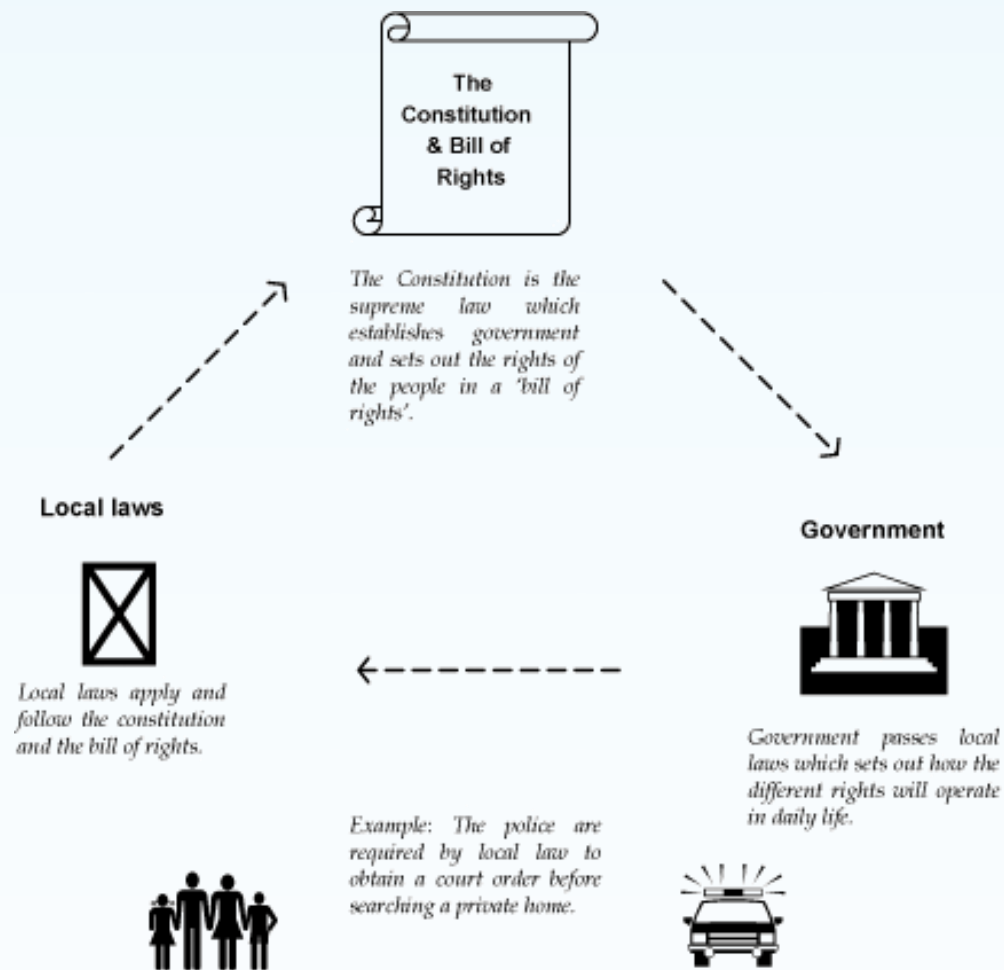 The
Constitution
& Bill of
Rights
The Constitution is the
supreme law which
establishes government
and sets out the rights of
the people in a 'bill of
rights'.
Local laws
Local laws apply and
follow the constitution
and the bill of rights.
Government
Government passes local
laws which sets out how the
different rights will operate
in daily life.
Example: The police are
required by local law to
obtain a court order before
searching a private home.